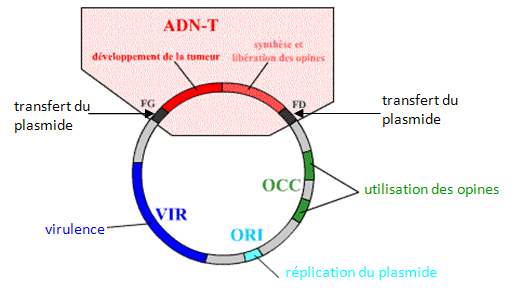 ADN-T
synthèse et
développement de la tumeur
libération des opines
FG
FD
transfert du
plasmide
transfert du
plasmide
OCC
utilisation des opines
VIR
virulence
ORI
réplication du plasmide